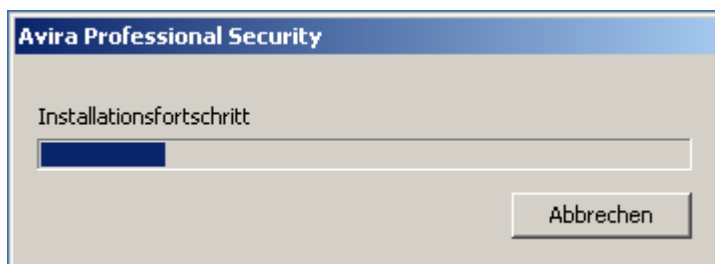 Avira Professional Security
Installationsfortschritt
Abbrechen